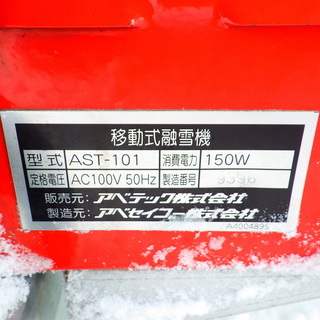 移動式融雪機
型式 AST-101 消費電力 150W
定格電圧 AC100V 50Hz 製造番号
販売元: アベテック株式会社
製造元: アベセイコー株式会社
A4004895